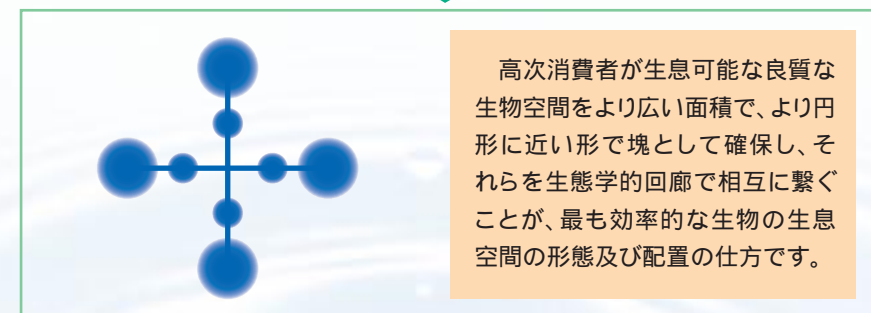 高次消費者が生息可能な良質な
生物空間をより広い面積で、より円
形に近い形で塊として確保し、そ
れらを生態学的回廊で相互に繋ぐ
ことが、最も効率的な生物の生息
空間の形態及び配置の仕方です。